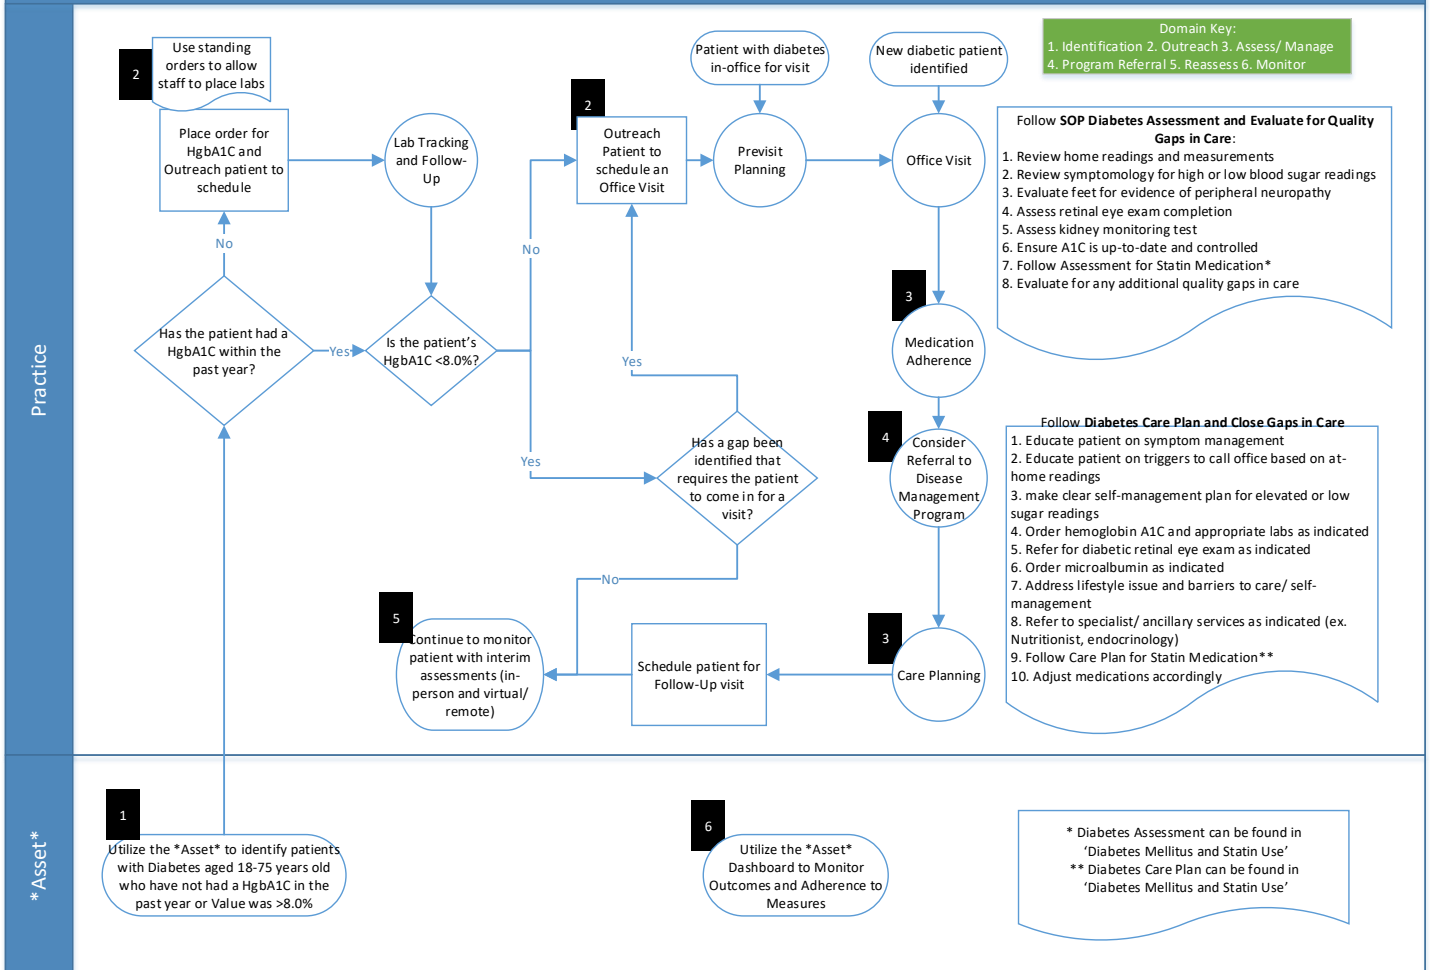 Practice
*Asset*
Domain Key:
1. Identification 2. Outreach 3. Assess/ Manage
4. Program Referral 5. Reassess 6. Monitor
2
Use standing
orders to allow
staff to place labs
Place order for
HgbA1C and
Outreach patient to
schedule
Lab Tracking
and Follow-
Up
2
Outreach
Patient to
schedule an
Office Visit
Patient with diabetes
in-office for visit
Previsit
Planning
New diabetic patient
identified
Office Visit
Follow SOP Diabetes Assessment and Evaluate for Quality
Gaps in Care:
1. Review home readings and measurements
2. Review symptomology for high or low blood sugar readings
3. Evaluate feet for evidence of peripheral neuropathy
4. Assess retinal eye exam completion
5. Assess kidney monitoring test
6. Ensure A1C is up-to-date and controlled
7. Follow Assessment for Statin Medication*
8. Evaluate for any additional quality gaps in care
No
No
Has the patient had a
HgbA1C within the
past year?
Yes
Is the patient's
HgbA1C <8.0%?
Yes
Yes
Has a gap been
identified that
requires the patient
to come in for a
visit?
No
3
Medication
Adherence
4
Consider
Referral to
Disease
Management
Program
Follow Diabetes Care Plan and Close Gaps in Care
1. Educate patient on symptom management
2. Educate patient on triggers to call office based on at-
home readings
3. make clear self-management plan for elevated or low
sugar readings
4. Order hemoglobin A1C and appropriate labs as indicated
5. Refer for diabetic retinal eye exam as indicated
6. Order microalbumin as indicated
7. Address lifestyle issue and barriers to care/ self-
management
8. Refer to specialist/ ancillary services as indicated (ex.
Nutritionist, endocrinology)
9. Follow Care Plan for Statin Medication**
10. Adjust medications accordingly
5
Continue to monitor
patient with interim
assessments (in-
person and virtual/
remote)
Schedule patient for
Follow-Up visit
3
Care Planning
1
Utilize the *Asset* to identify patients
with Diabetes aged 18-75 years old
who have not had a HgbA1C in the
past year or Value was >8.0%
6
Utilize the *Asset*
Dashboard to Monitor
Outcomes and Adherence to
Measures
* Diabetes Assessment can be found in
‘Diabetes Mellitus and Statin Use’
** Diabetes Care Plan can be found in
‘Diabetes Mellitus and Statin Use’